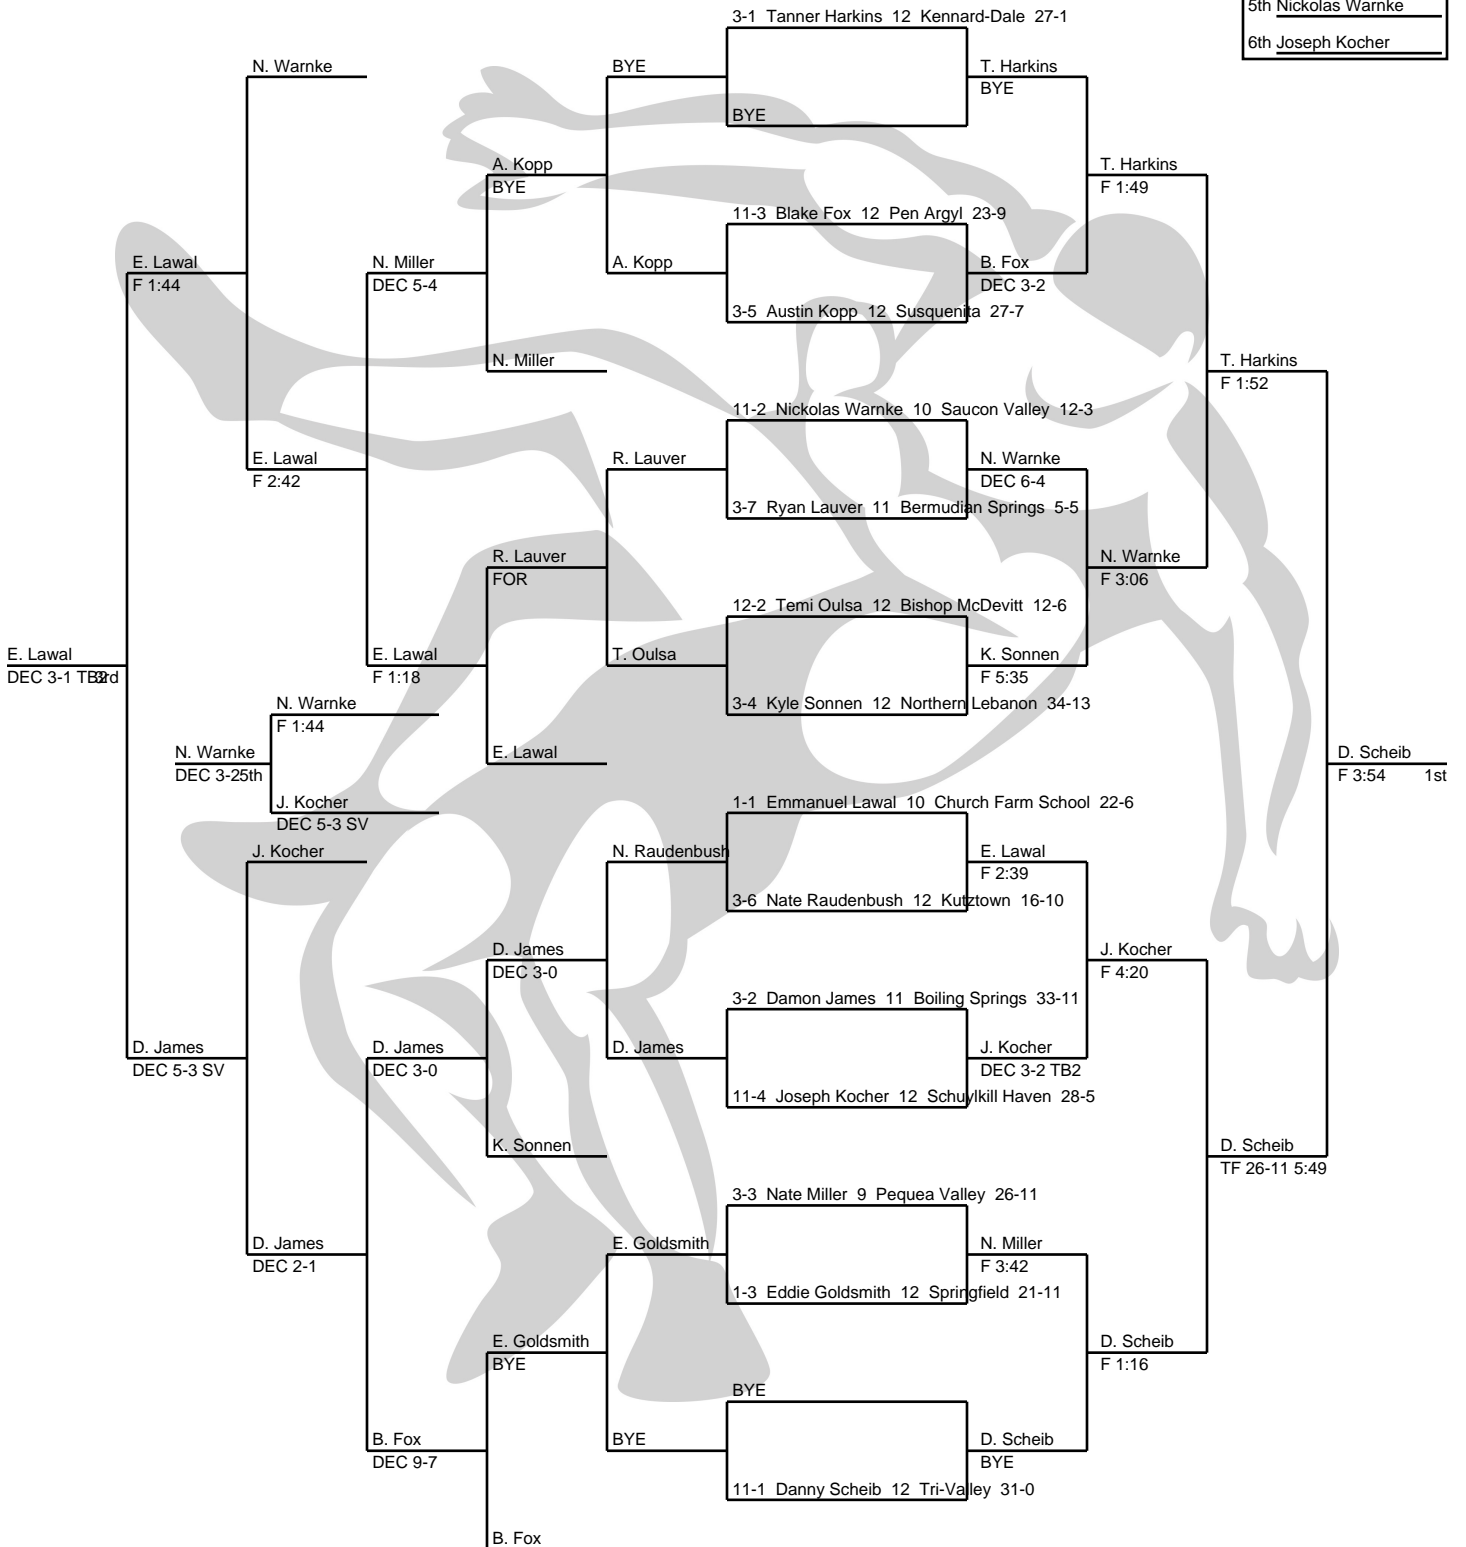 3-1 Tanner Harkins 12 Kennard-Dale 27-1
5th Nickolas Warnke
6th Joseph Kocher
N. Warnke
BYE
T. Harkins
BYE
BYE
A. Kopp
BYE
T. Harkins
F 1:49
11-3 Blake Fox 12 Pen Argyl 23-9
E. Lawal
F 1:44
N. Miller
DEC 5-4
A. Kopp
B. Fox
DEC 3-2
3-5 Austin Kopp 12 Susquenita 27-7
N. Miller
T. Harkins
F 1:52
11-2 Nickolas Warnke 10 Saucon Valley 12-3
E. Lawal
F 2:42
R. Lauver
N. Warnke
DEC 6-4
3-7 Ryan Lauver 11 Bermudian Springs 5-5
R. Lauver
FOR
N. Warnke
F 3:06
12-2 Temi Oulsa 12 Bishop McDevitt 12-6
E. Lawal
DEC 3-1 TB2
3rd
E. Lawal
F 1:18
T. Oulsa
K. Sonnen
F 5:35
3-4 Kyle Sonnen 12 Northern Lebanon 34-13
N. Warnke
F 1:44
N. Warnke
DEC 3-2
5th
E. Lawal
D. Scheib
F 3:54 1st
J. Kocher
DEC 5-3 SV
1-1 Emmanuel Lawal 10 Church Farm School 22-6
J. Kocher
N. Raudenbush
E. Lawal
F 2:39
3-6 Nate Raudenbush 12 Kutztown 16-10
D. James
DEC 3-0
J. Kocher
F 4:20
3-2 Damon James 11 Boiling Springs 33-11
D. James
DEC 5-3 SV
D. James
DEC 3-0
D. James
J. Kocher
DEC 3-2 TB2
11-4 Joseph Kocher 12 Schuylkill Haven 28-5
K. Sonnen
D. Scheib
TF 26-11 5:49
3-3 Nate Miller 9 Pequea Valley 26-11
D. James
DEC 2-1
E. Goldsmith
N. Miller
F 3:42
1-3 Eddie Goldsmith 12 Springfield 21-11
E. Goldsmith
BYE
D. Scheib
F 1:16
BYE
B. Fox
DEC 9-7
BYE
D. Scheib
BYE
11-1 Danny Scheib 12 Tri-Valley 31-0
B. Fox